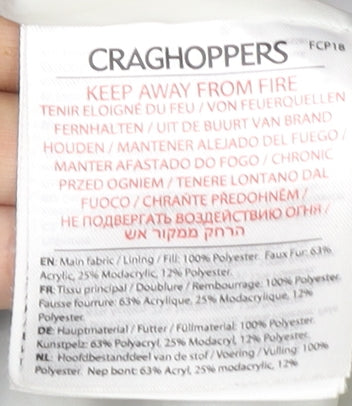 CRAGHOPPERS FCP18
KEEP AWAY FROM FIRE
TENIR ELOIGNÉ DU FEU / VON FEUERQUELLEN
FERNHALTEN / UIT DE BUURT VAN BRAND
HOUDEN / MANTENER ALEJADO DEL FUEGO /
MANTER AFASTADO DO FOGO / CHRONIC
PRZED OGNIEM / TENERE LONTANO DAL
FUOCO / CHRAŇTE PŘEDOHNĚM /
НЕ ПОДВЕРГАТЬ ВОЗДЕЙСТВИЮ ОГНЯ /
הרחק ממקור אש
EN: Main fabric / Lining / Fill: 100% Polyester. Faux Fur: 63%
Acrylic, 25% Modacrylic, 12% Polyester.
FR: Tissu principal / Doublure / Rembourrage: 100% Polyester.
Fausse fourrure: 63% Acrylique, 25% Modacrylique, 12%
Polyester.
DE: Hauptmaterial / Futter / Füllmaterial: 100% Polyester.
Kunstpelz: 63% Polyacryl, 25% Modacryl, 12% Polyester.
NL: Hoofdbestanddeel van de stof / Voering / Vulling: 100%
Polyester. Nep bont: 63% Acryl, 25% modacrylic, 12%